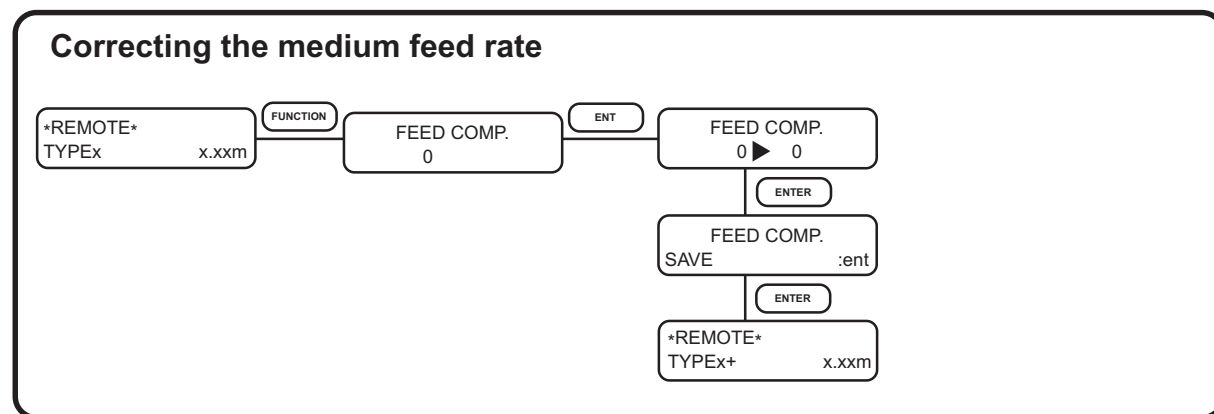 Correcting the medium feed rate
*REMOTE*
TYPEx x.xxm
FUNCTION
FEED COMP.
0
ENT
FEED COMP.
0 ▶ 0
ENTER
FEED COMP.
SAVE :ent
ENTER
*REMOTE*
TYPEx+ x.xxm